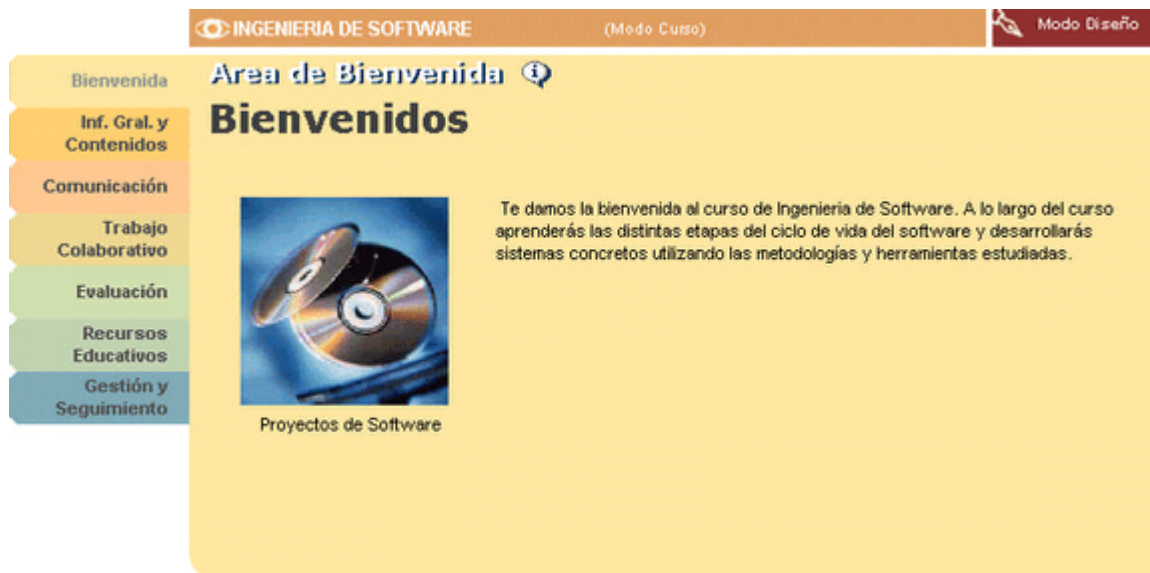 INGENIERIA DE SOFTWARE
(Modo Curso)
Modo Diseño
Bienvenida
Inf. Gral. y
Contenidos
Comunicación
Trabajo
Colaborativo
Evaluación
Recursos
Educativos
Gestión y
Seguimiento
Area de Bienvenida
Bienvenidos
Te damos la bienvenida al curso de Ingenieria de Software. A lo largo del curso
aprenderás las distintas etapas del ciclo de vida del software y desarrollarás
sistemas concretos utilizando las metodologías y herramientas estudiadas.
Proyectos de Software